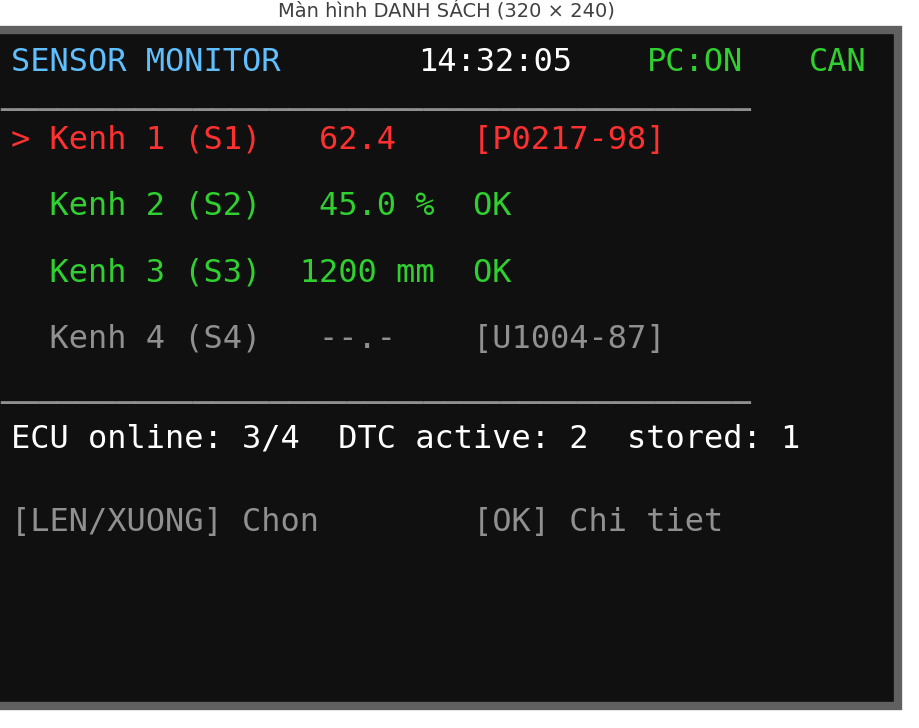 Màn hình DANH SÁCH (320 × 240)
SENSOR MONITOR 14:32:05 PC:ON CAN
> Kenh 1 (S1) 62.4 [P0217-98]
Kenh 2 (S2) 45.0 % OK
Kenh 3 (S3) 1200 mm OK
Kenh 4 (S4) --.- [U1004-87]
ECU online: 3/4 DTC active: 2 stored: 1
[LEN/XUONG] Chon [OK] Chi tiet